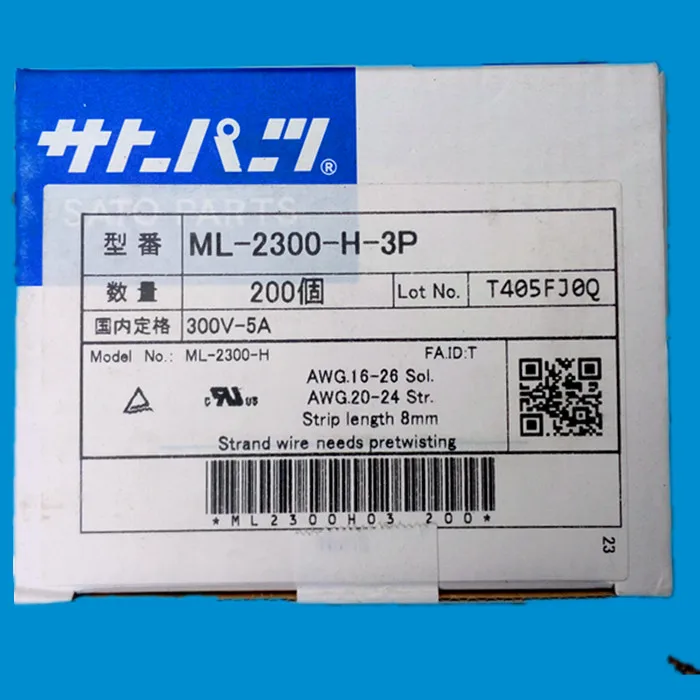 サトーパーツ®
SATO PARTS
型番 ML-2300-H-3P
数量 200個 Lot No. T405FJ0Q
国内定格 300V-5A
Model No.: ML-2300-H FA.ID:T
AWG.16-26 Sol.
c RU us AWG.20-24 Str.
Strip length 8mm
Strand wire needs pretwisting
*ML2300H03 200*
23